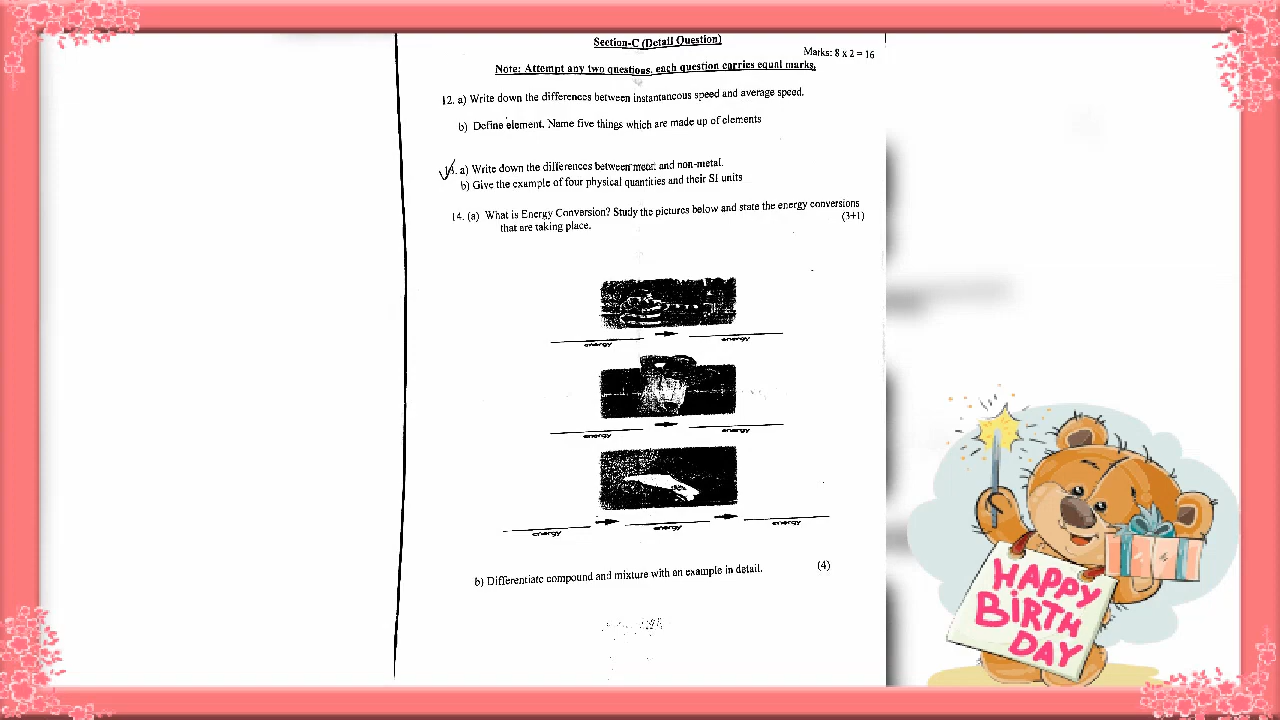 Section-C (Detail Question)
Marks: 8 x 2 = 16
Note: Attempt any two questions, each question carries equal marks.
12. a) Write down the differences between instantaneous speed and average speed.
b) Define element. Name five things which are made up of elements
13. a) Write down the differences between metal and non-metal.
b) Give the example of four physical quantities and their SI units
14. (a) What is Energy Conversion? Study the pictures below and state the energy conversions
that are taking place.
(3+1)
energy energy
energy energy
energy energy energy
b) Differentiate compound and mixture with an example in detail.
(4)
HAPPY
BiRTH
DAY